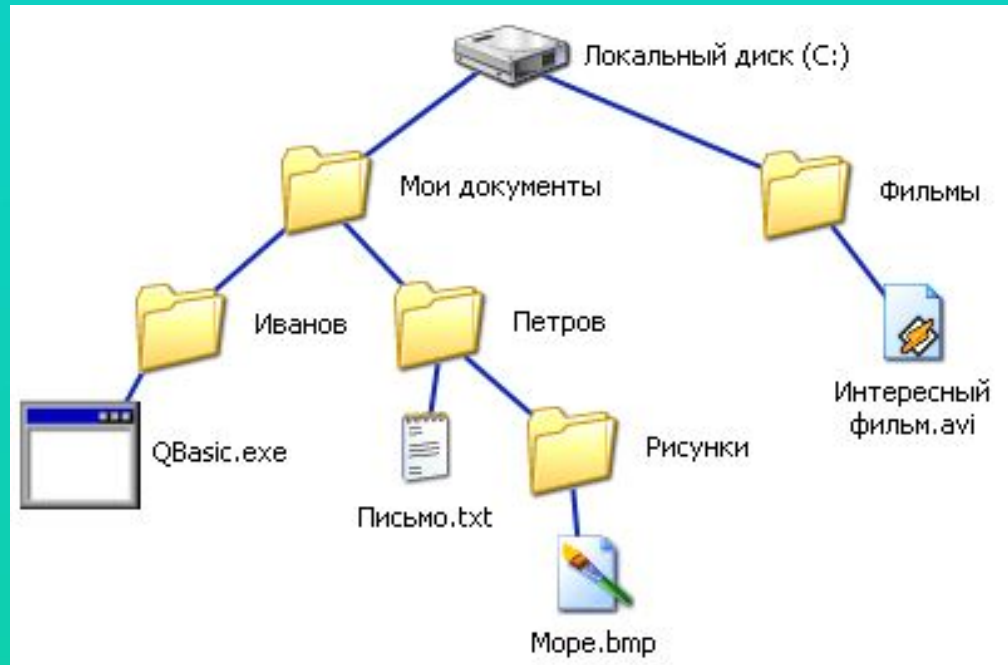 Локальный диск (C:)
Мои документы
Фильмы
Иванов
Петров
Интересный
фильм.avi
QBasic.exe
Рисунки
Письмо.txt
Море.bmp